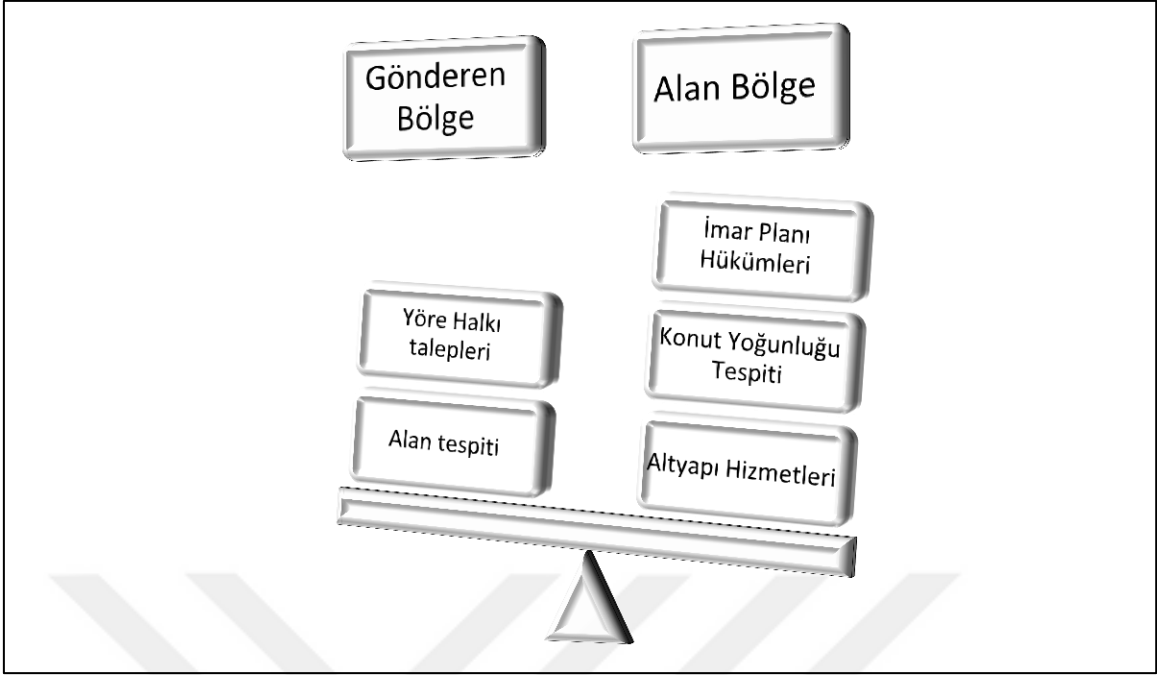 Gönderen
Bölge
Alan Bölge
İmar Planı
Hükümleri
Yöre Halkı
talepleri
Konut Yoğunluğu
Tespiti
Alan tespiti
Altyapı Hizmetleri